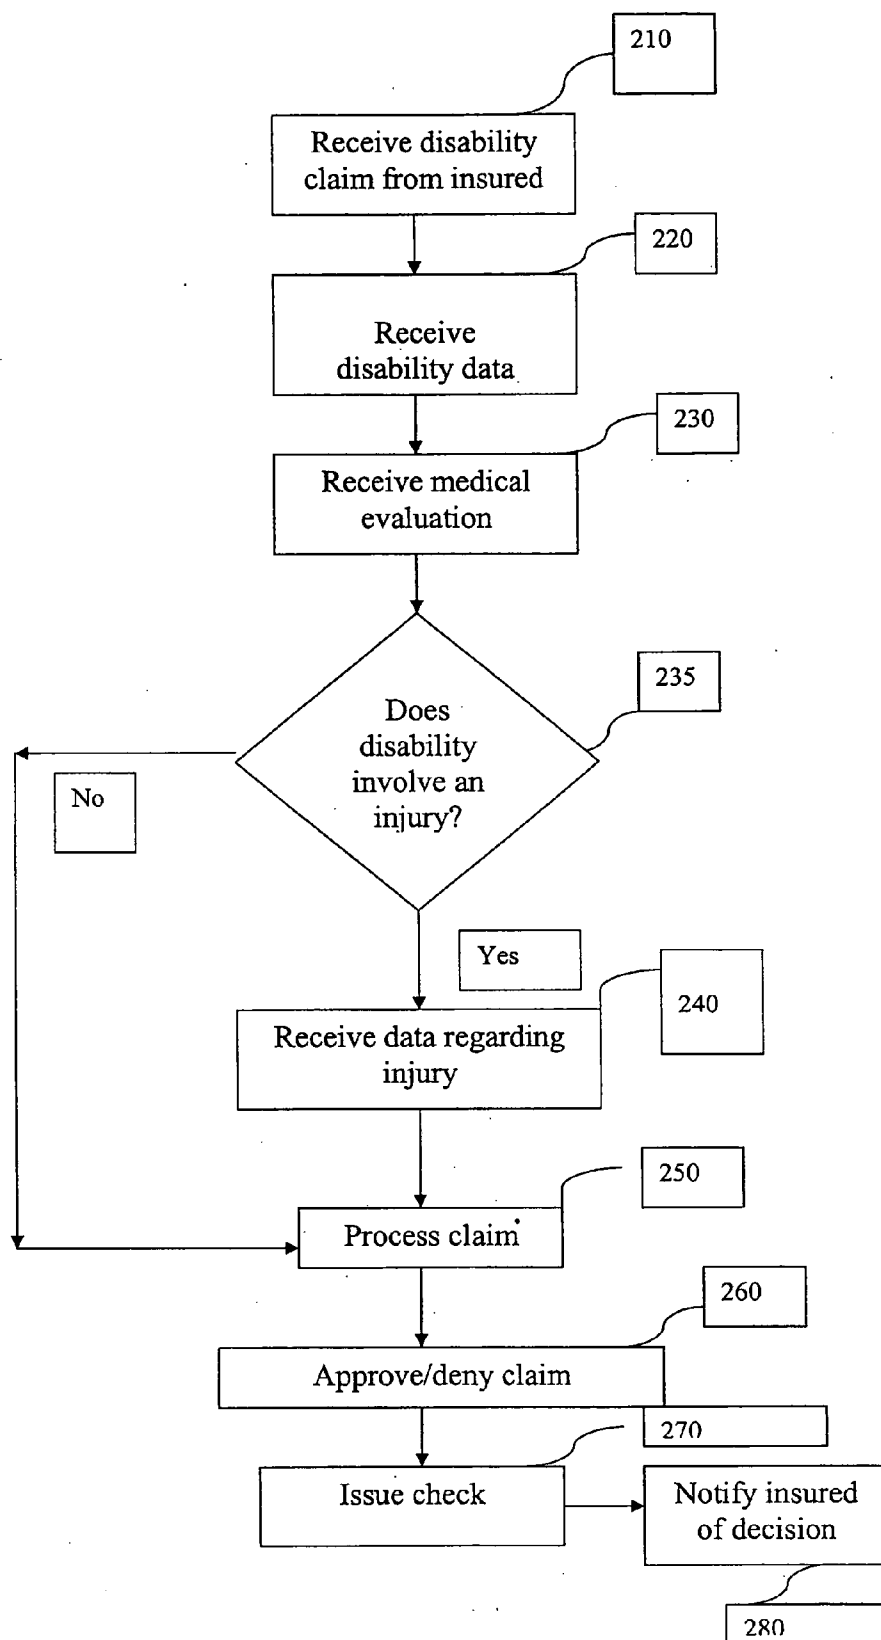 210
Receive disability
claim from insured
220
Receive
disability data
230
Receive medical
evaluation
235
Does
disability
involve an
injury?
No
Yes
240
Receive data regarding
injury
250
Process claim
260
Approve/deny claim
270
Issue check
Notify insured
of decision
280